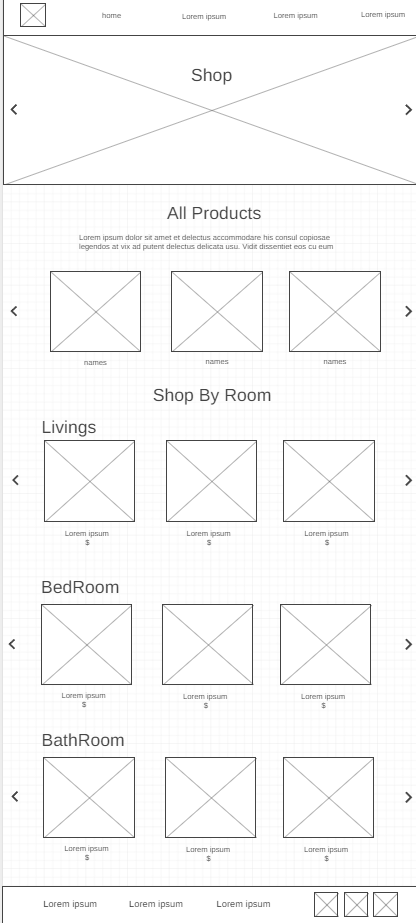 home Lorem ipsum Lorem ipsum Lorem ipsum
Shop
All Products
Lorem ipsum dolor sit amet et delectus accommodare his consul copiosae
legendos at vix ad putent delectus delicata usu. Vidit dissentiet eos cu eum
names names names
Shop By Room
Livings
Lorem ipsum Lorem ipsum Lorem ipsum
$ $ $
BedRoom
Lorem ipsum Lorem ipsum Lorem ipsum
$ $ $
BathRoom
Lorem ipsum Lorem ipsum Lorem ipsum
$ $ $
Lorem ipsum Lorem ipsum Lorem ipsum